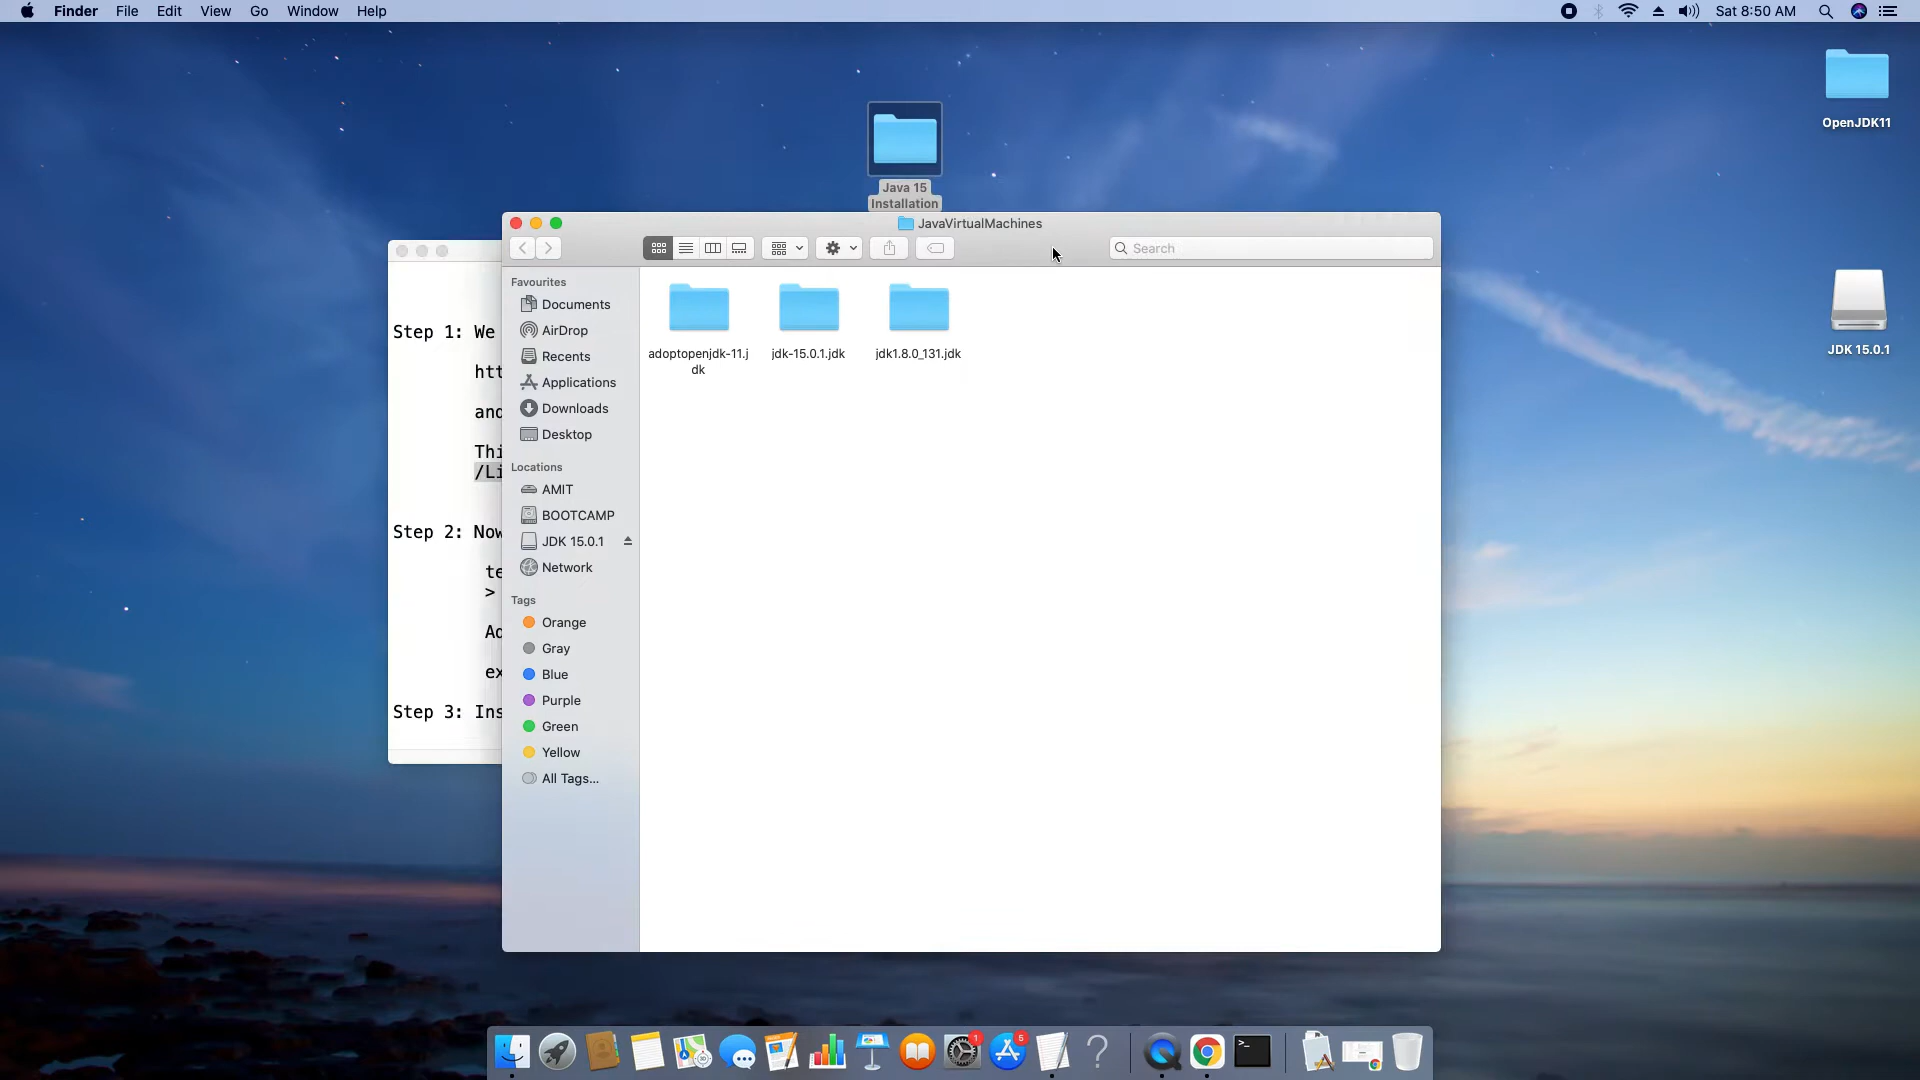 Finder File Edit View Go Window Help
Sat 8:50 AM
OpenJDK11
Java 15
Installation
JavaVirtualMachines
Search
Favourites
Documents
AirDrop
Recents
Applications
Downloads
Desktop
Locations
AMIT
BOOTCAMP
JDK 15.0.1
Network
Tags
Orange
Gray
Blue
Purple
Green
Yellow
All Tags...
adoptopenjdk-11.j
dk
jdk-15.0.1.jdk
jdk1.8.0_131.jdk
Step 1: We
htt
and
Thi
/Li
Step 2: Now
te
>
Ad
ex
Step 3: Ins
JDK 15.0.1
1
5